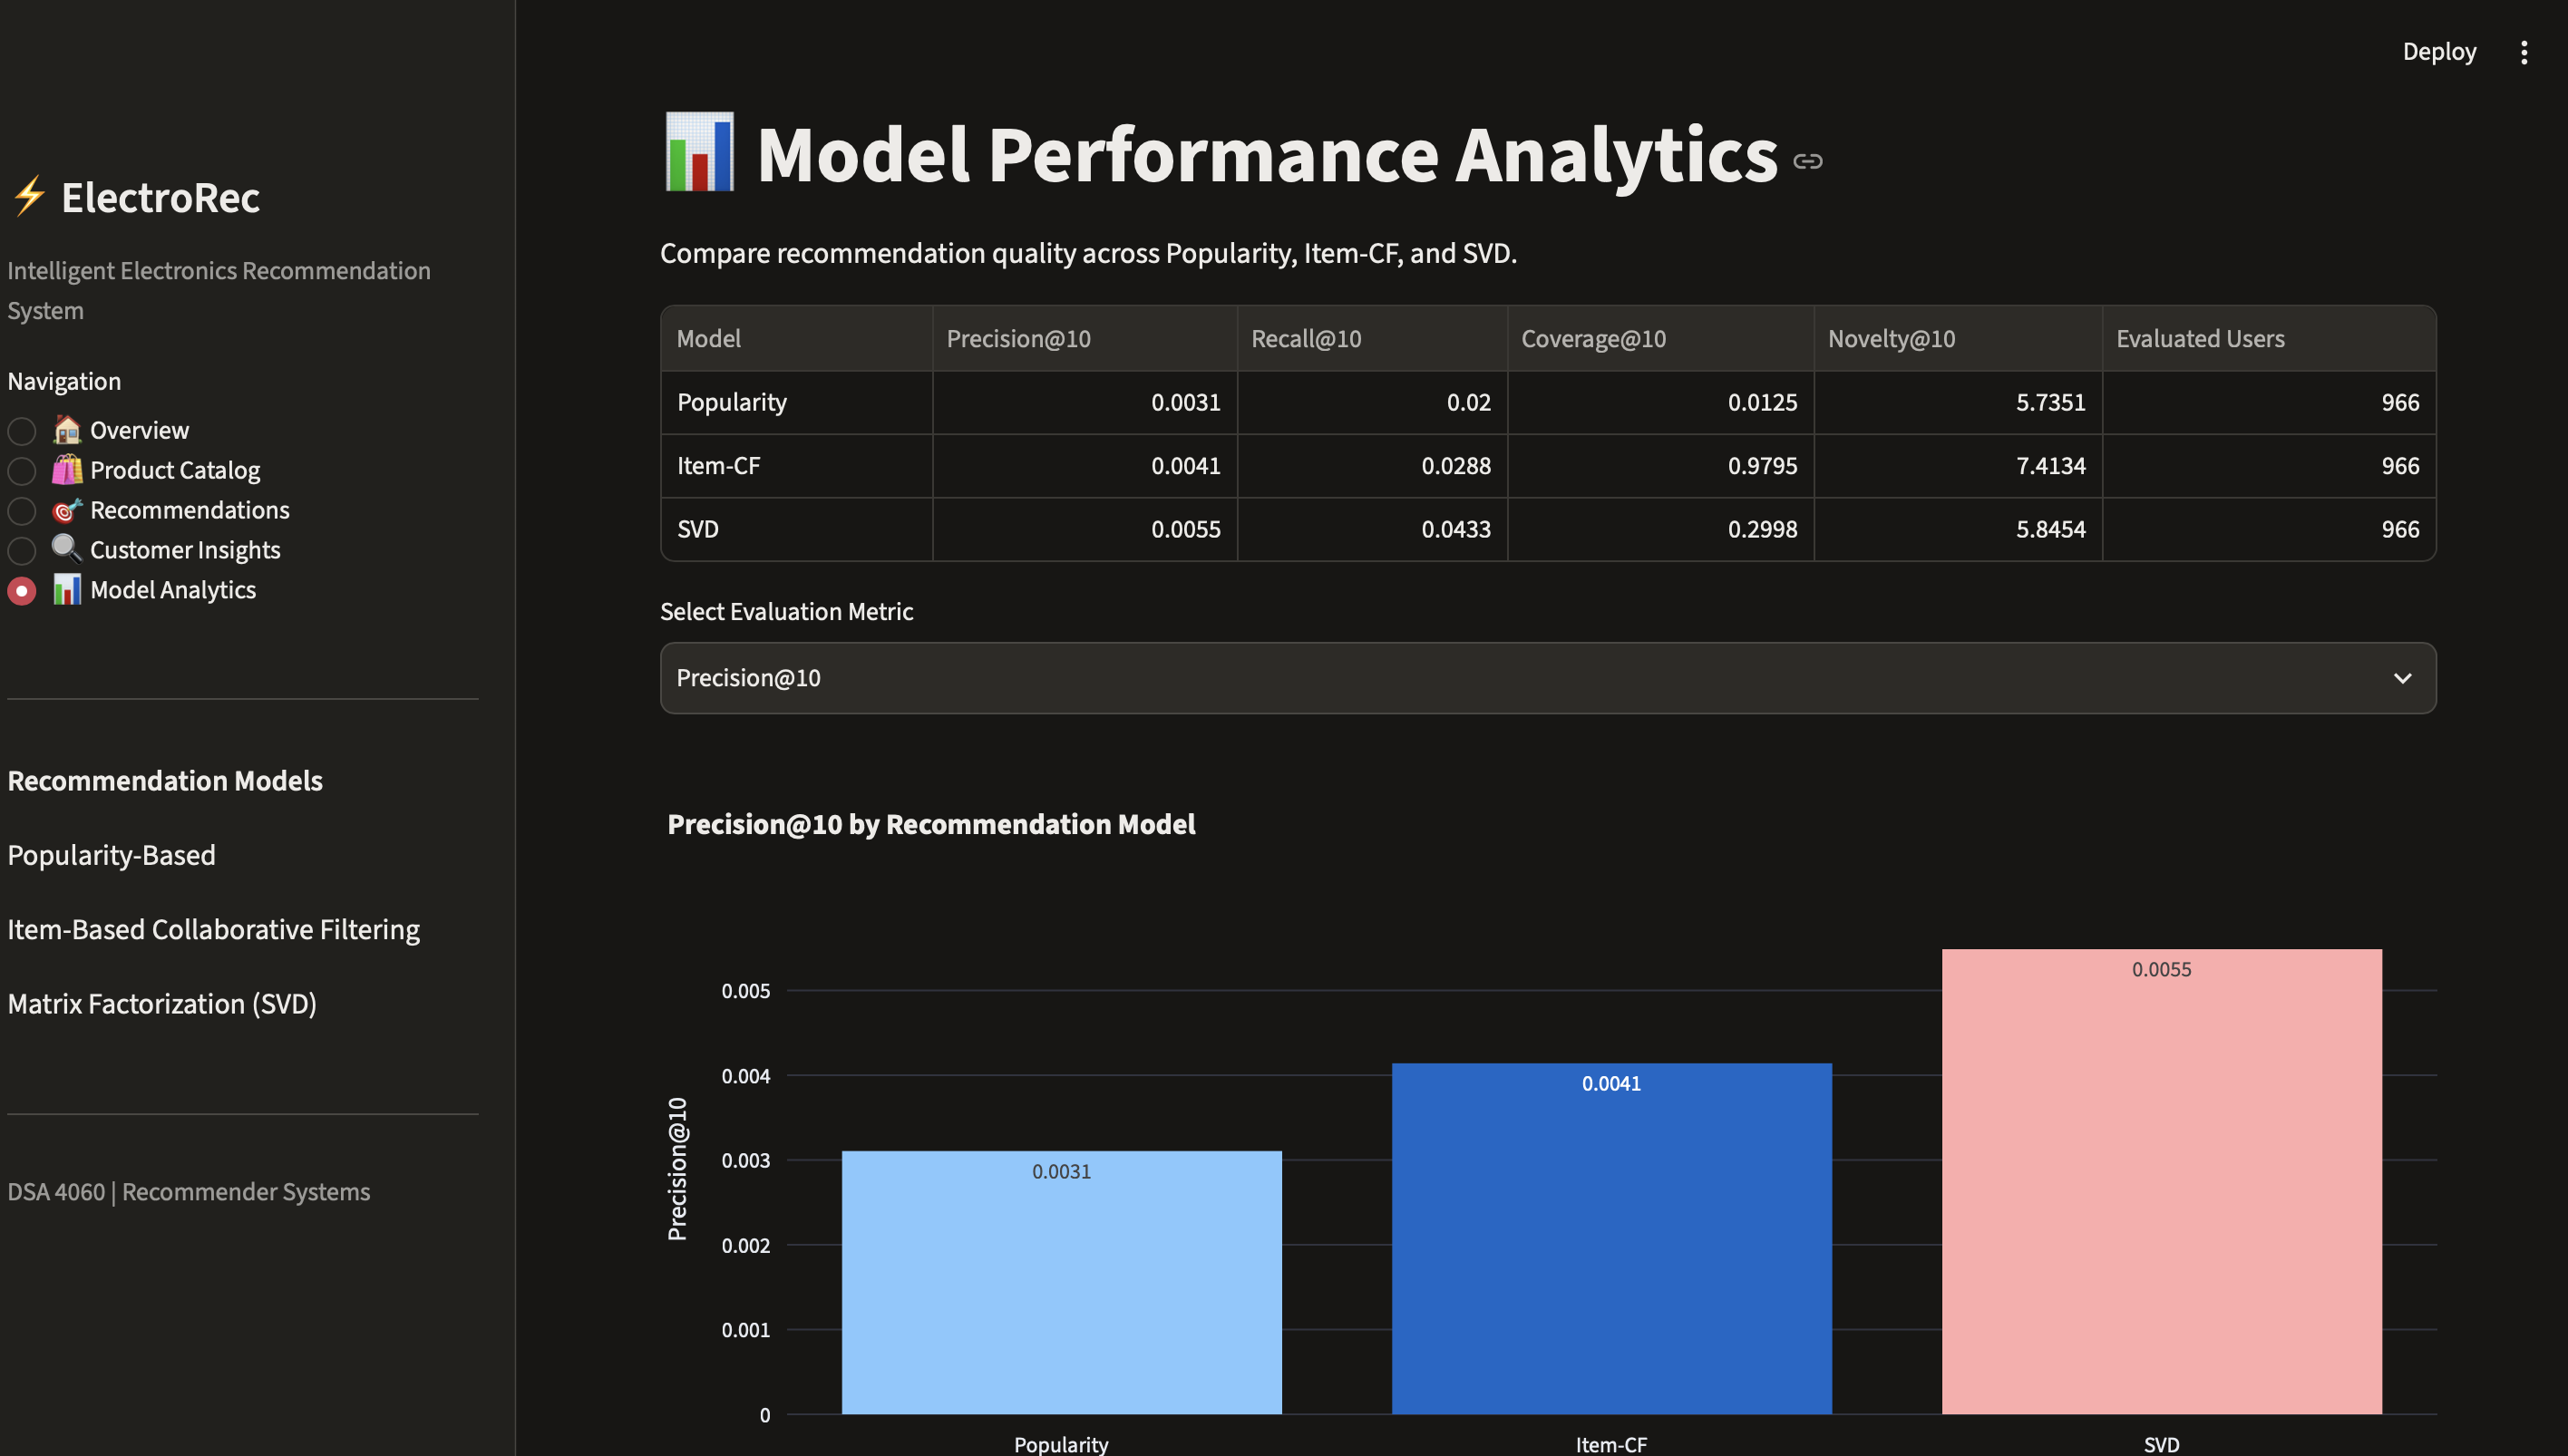 Deploy
⚡ ElectroRec
Intelligent Electronics Recommendation
System
Navigation
🏠 Overview
🛍️ Product Catalog
🎯 Recommendations
🔍 Customer Insights
📊 Model Analytics
Recommendation Models
Popularity-Based
Item-Based Collaborative Filtering
Matrix Factorization (SVD)
DSA 4060 | Recommender Systems
📊 Model Performance Analytics
Compare recommendation quality across Popularity, Item-CF, and SVD.
Model Precision@10 Recall@10 Coverage@10 Novelty@10 Evaluated Users
Popularity 0.0031 0.02 0.0125 5.7351 966
Item-CF 0.0041 0.0288 0.9795 7.4134 966
SVD 0.0055 0.0433 0.2998 5.8454 966
Select Evaluation Metric
Precision@10
Precision@10 by Recommendation Model
Precision@10
0.005
0.004
0.003
0.002
0.001
0
0.0031
0.0041
0.0055
Popularity Item-CF SVD